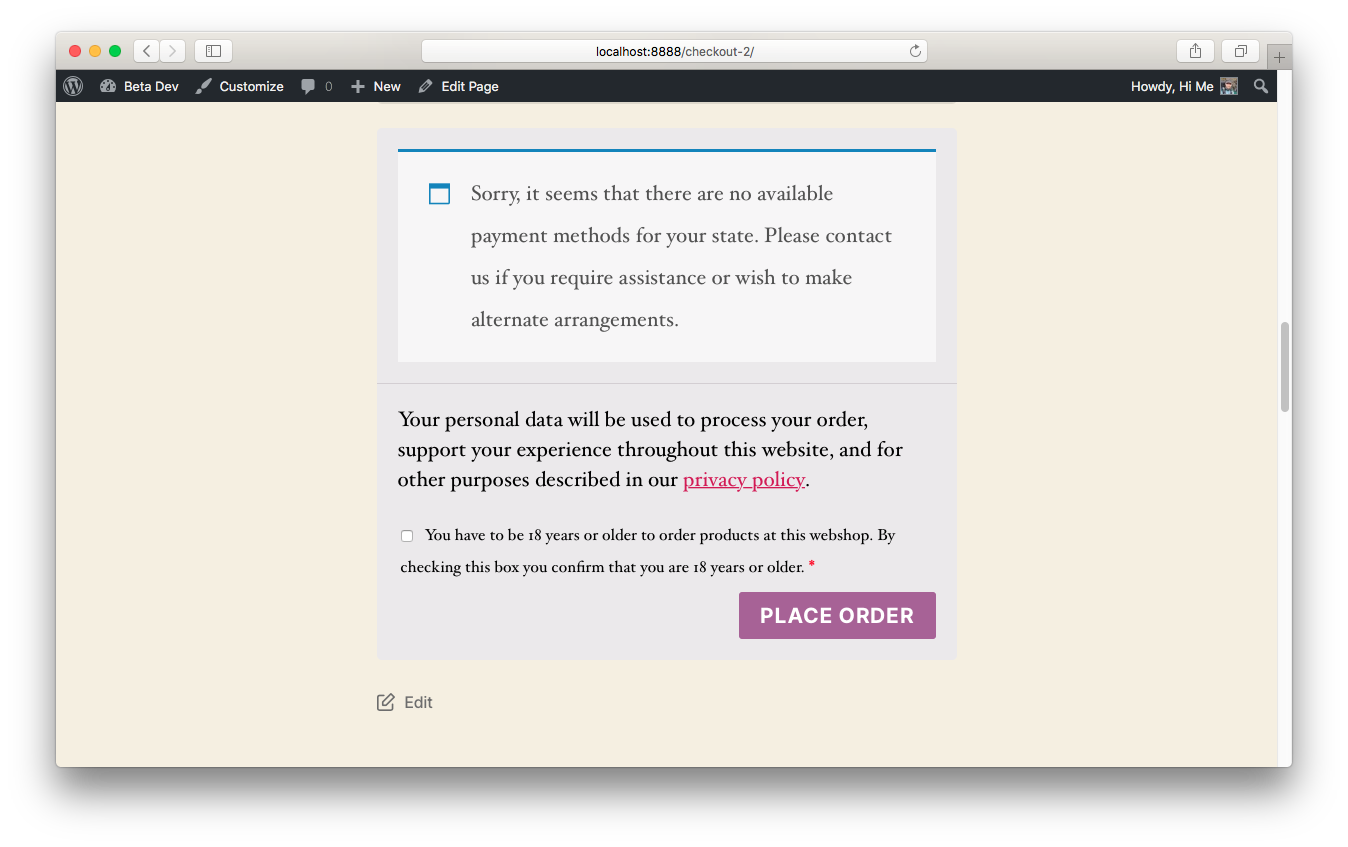 localhost:8888/checkout-2/
Beta Dev Customize 0 New Edit Page Howdy, Hi Me
Sorry, it seems that there are no available
payment methods for your state. Please contact
us if you require assistance or wish to make
alternate arrangements.
Your personal data will be used to process your order,
support your experience throughout this website, and for
other purposes described in our privacy policy.
You have to be 18 years or older to order products at this webshop. By
checking this box you confirm that you are 18 years or older. *
PLACE ORDER
Edit